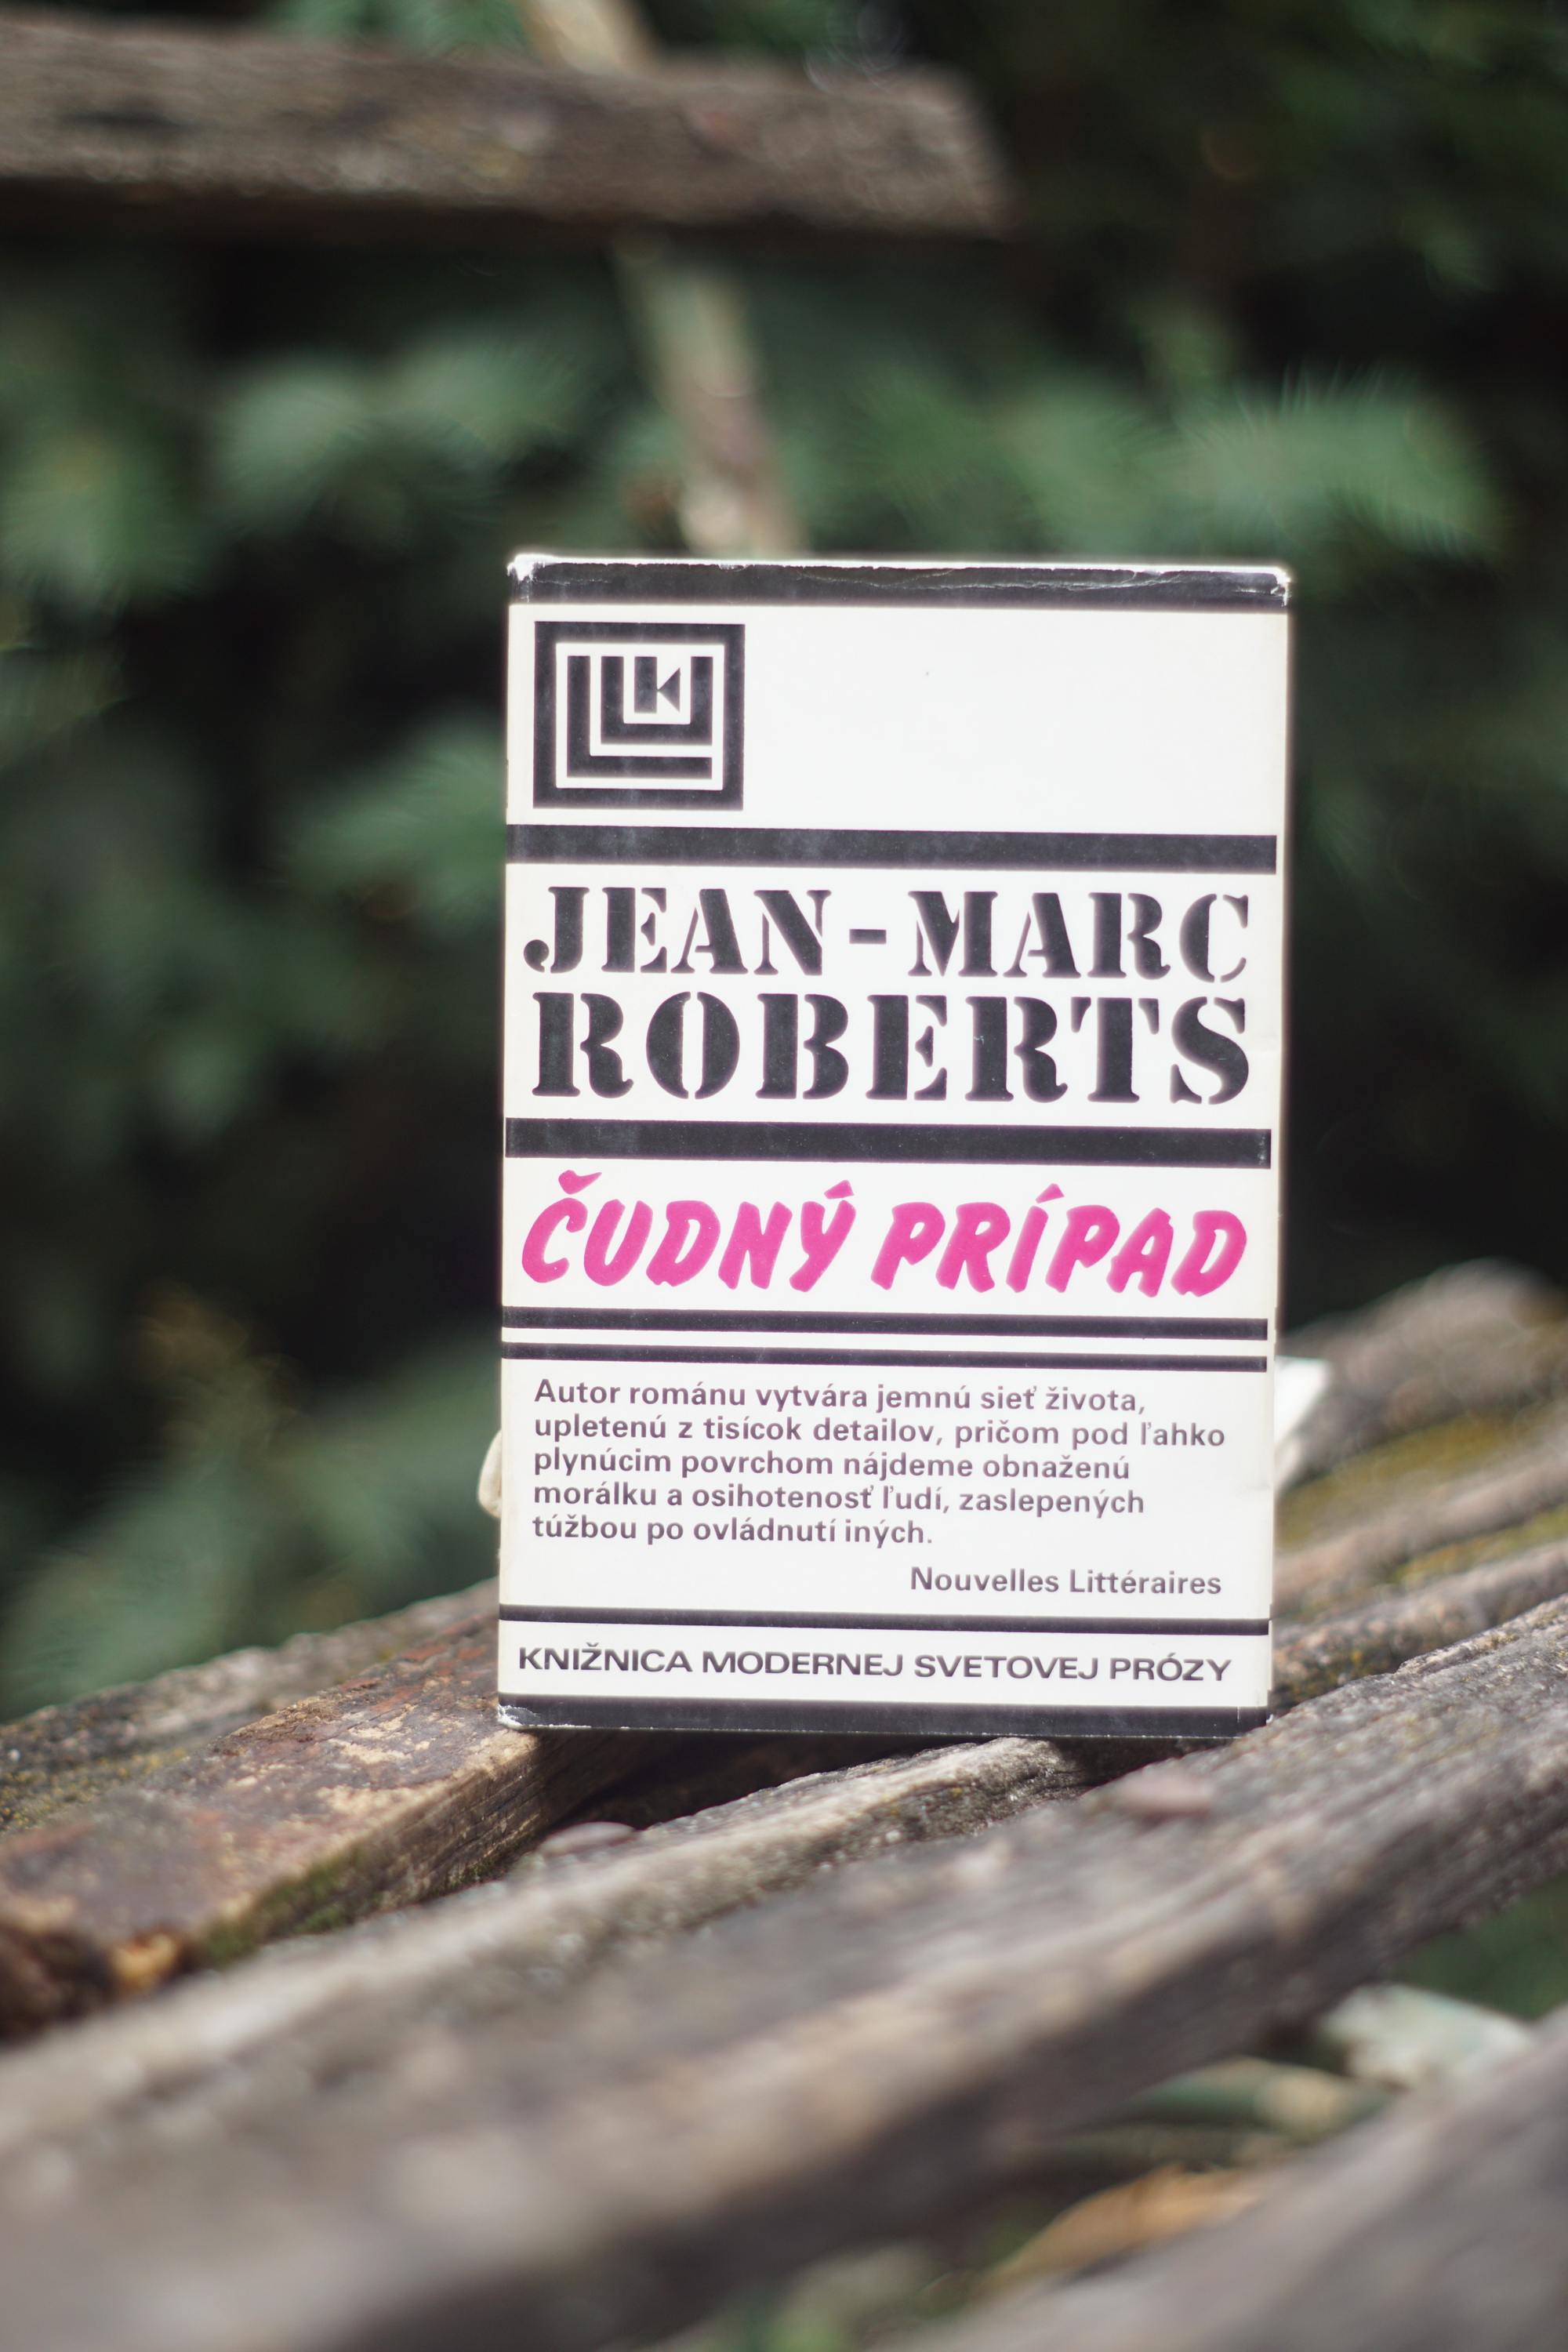 JEAN-MARC
ROBERTS
ČUDNÝ PRÍPAD
Autor románu vytvára jemnú sieť života,
upletenú z tisícok detailov, pričom pod ľahko
plynúcim povrchom nájdeme obnaženú
morálku a osihotenosť ľudí, zaslepených
túžbou po ovládnutí iných.
Nouvelles Littéraires
KNIŽNICA MODERNEJ SVETOVEJ PRÓZY